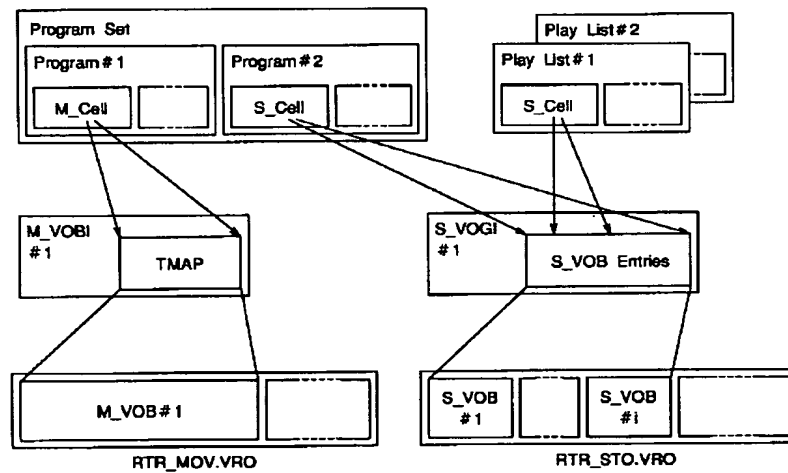 Program Set
Program#1
M_Cell
Program#2
S_Cell
Play List#2
Play List#1
S_Cell
M_VOBI
#1
TMAP
S_VOGI
#1
S_VOB Entries
M_VOB#1
RTR_MOV.VRO
S_VOB
#1
S_VOB
#i
RTR_STO.VRO